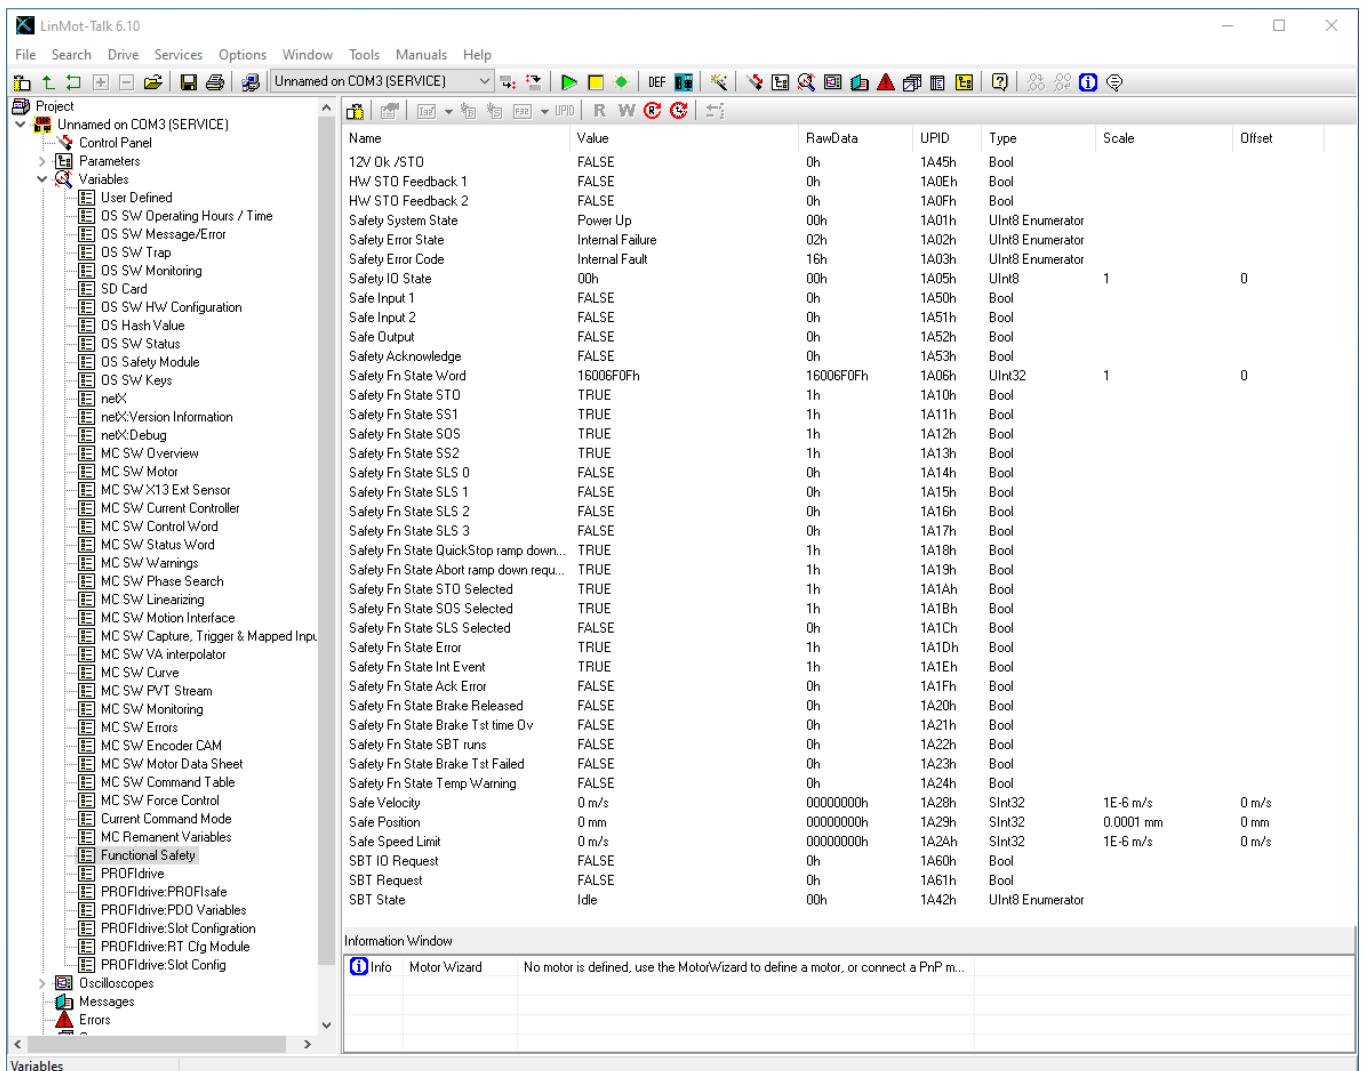 LinMot-Talk 6.10
File Search Drive Services Options Window Tools Manuals Help
Unnamed on COM3 (SERVICE)
DEF
UPID R W
Project
Unnamed on COM3 (SERVICE)
Control Panel
Parameters
Variables
User Defined
OS SW Operating Hours / Time
OS SW Message/Error
OS SW Trap
OS SW Monitoring
SD Card
OS SW HW Configuration
OS Hash Value
OS SW Status
OS Safety Module
OS SW Keys
netX
netX:Version Information
netX:Debug
MC SW Overview
MC SW Motor
MC SW X13 Ext Sensor
MC SW Current Controller
MC SW Control Word
MC SW Status Word
MC SW Warnings
MC SW Phase Search
MC SW Linearizing
MC SW Motion Interface
MC SW Capture, Trigger & Mapped Inpu
MC SW VA interpolator
MC SW Curve
MC SW PVT Stream
MC SW Monitoring
MC SW Errors
MC SW Encoder CAM
MC SW Motor Data Sheet
MC SW Command Table
MC SW Force Control
Current Command Mode
MC Remanent Variables
Functional Safety
PROFIdrive
PROFIdrive:PROFIsafe
PROFIdrive:PDO Variables
PROFIdrive:Slot Configration
PROFIdrive:RT Cfg Module
PROFIdrive:Slot Config
Oscilloscopes
Messages
Errors
Name Value RawData UPID Type Scale Offset
12V Ok /STO FALSE 0h 1A45h Bool
HW STO Feedback 1 FALSE 0h 1A0Eh Bool
HW STO Feedback 2 FALSE 0h 1A0Fh Bool
Safety System State Power Up 00h 1A01h UInt8 Enumerator
Safety Error State Internal Failure 02h 1A02h UInt8 Enumerator
Safety Error Code Internal Fault 16h 1A03h UInt8 Enumerator
Safety IO State 00h 00h 1A05h UInt8 1 0
Safe Input 1 FALSE 0h 1A50h Bool
Safe Input 2 FALSE 0h 1A51h Bool
Safe Output FALSE 0h 1A52h Bool
Safety Acknowledge FALSE 0h 1A53h Bool
Safety Fn State Word 16006F0Fh 16006F0Fh 1A06h UInt32 1 0
Safety Fn State STO TRUE 1h 1A10h Bool
Safety Fn State SS1 TRUE 1h 1A11h Bool
Safety Fn State SOS TRUE 1h 1A12h Bool
Safety Fn State SS2 TRUE 1h 1A13h Bool
Safety Fn State SLS 0 FALSE 0h 1A14h Bool
Safety Fn State SLS 1 FALSE 0h 1A15h Bool
Safety Fn State SLS 2 FALSE 0h 1A16h Bool
Safety Fn State SLS 3 FALSE 0h 1A17h Bool
Safety Fn State QuickStop ramp down... TRUE 1h 1A18h Bool
Safety Fn State Abort ramp down requ... TRUE 1h 1A19h Bool
Safety Fn State STO Selected TRUE 1h 1A1Ah Bool
Safety Fn State SOS Selected TRUE 1h 1A1Bh Bool
Safety Fn State SLS Selected FALSE 0h 1A1Ch Bool
Safety Fn State Error TRUE 1h 1A1Dh Bool
Safety Fn State Int Event TRUE 1h 1A1Eh Bool
Safety Fn State Ack Error FALSE 0h 1A1Fh Bool
Safety Fn State Brake Released FALSE 0h 1A20h Bool
Safety Fn State Brake Tst time Ov FALSE 0h 1A21h Bool
Safety Fn State SBT runs FALSE 0h 1A22h Bool
Safety Fn State Brake Tst Failed FALSE 0h 1A23h Bool
Safety Fn State Temp Warning FALSE 0h 1A24h Bool
Safe Velocity 0 m/s 00000000h 1A28h SInt32 1E-6 m/s 0 m/s
Safe Position 0 mm 00000000h 1A29h SInt32 0.0001 mm 0 mm
Safe Speed Limit 0 m/s 00000000h 1A2Ah SInt32 1E-6 m/s 0 m/s
SBT IO Request FALSE 0h 1A60h Bool
SBT Request FALSE 0h 1A61h Bool
SBT State Idle 00h 1A42h UInt8 Enumerator
Information Window
Info Motor Wizard No motor is defined, use the MotorWizard to define a motor, or connect a PnP m...
Variables